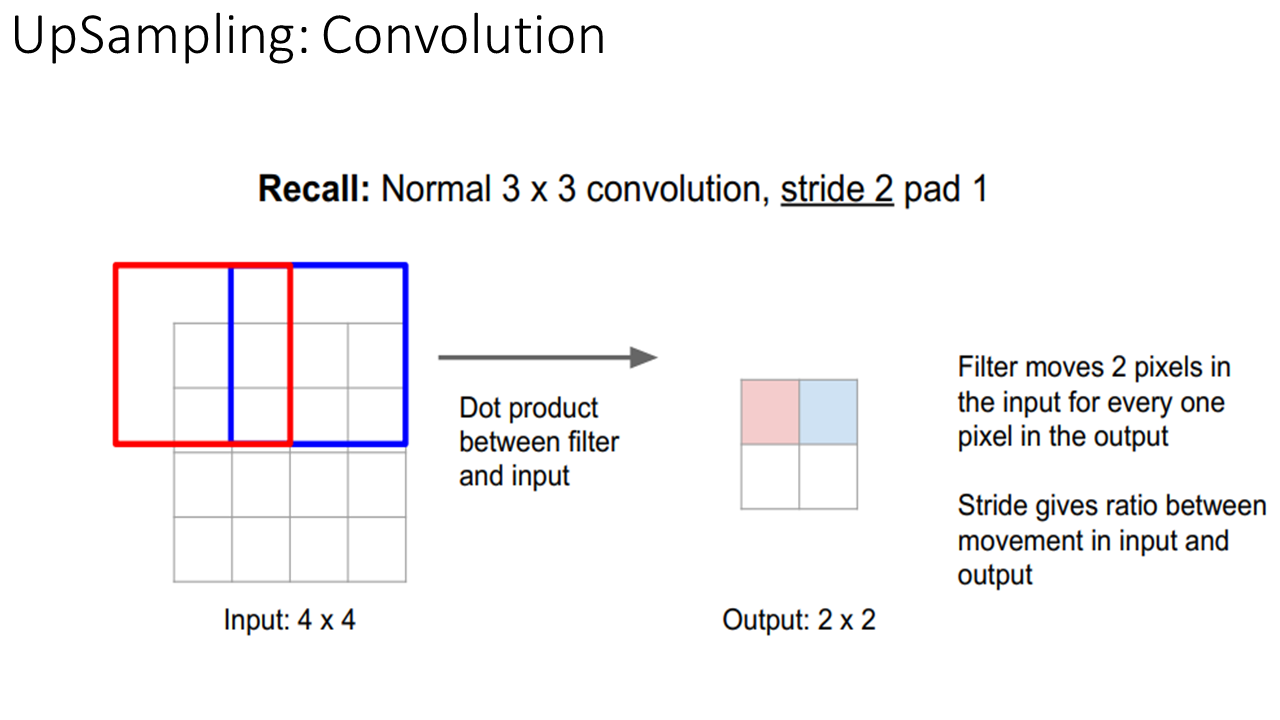 UpSampling: Convolution
Recall: Normal 3 x 3 convolution, stride 2 pad 1
Dot product
between filter
and input
Filter moves 2 pixels in
the input for every one
pixel in the output
Stride gives ratio between
movement in input and
output
Input: 4 x 4
Output: 2 x 2